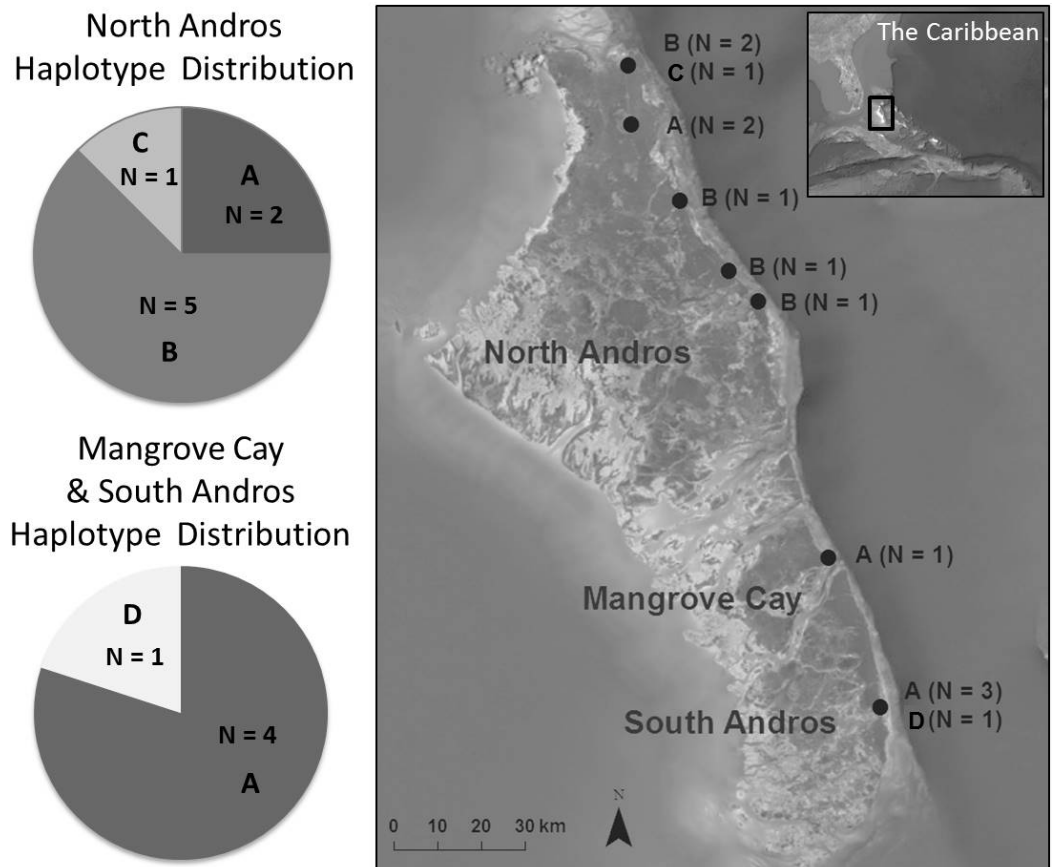 North Andros
Haplotype Distribution
C
N = 1
A
N = 2
N = 5
B
Mangrove Cay
& South Andros
Haplotype Distribution
D
N = 1
N = 4
A
The Caribbean
B (N = 2)
C (N = 1)
A (N = 2)
B (N = 1)
B (N = 1)
B (N = 1)
North Andros
A (N = 1)
Mangrove Cay
A (N = 3)
D (N = 1)
South Andros
N
0 10 20 30 km